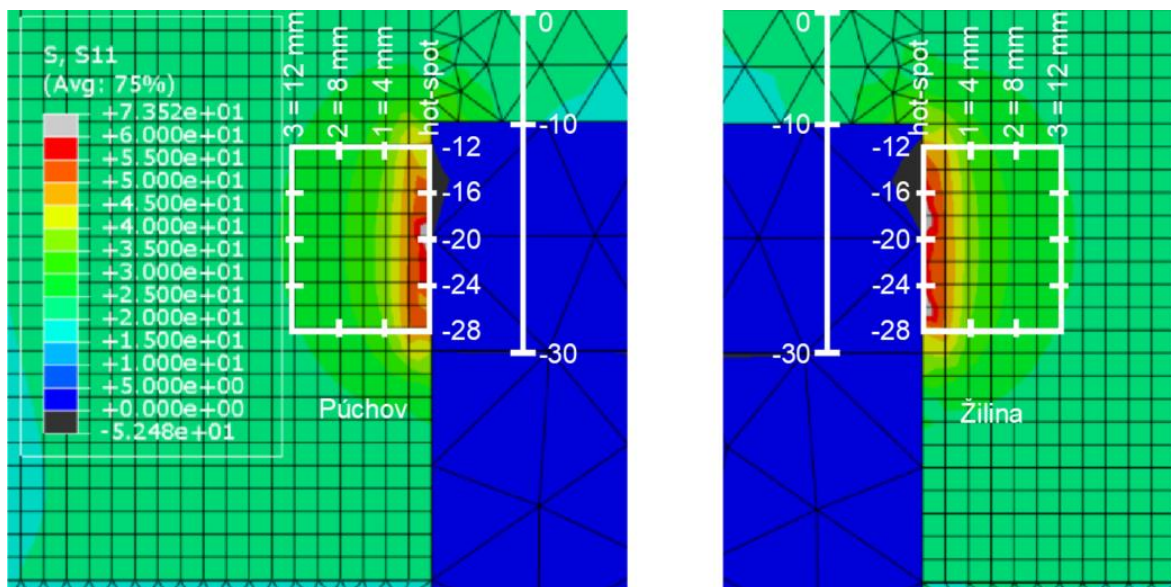 S, S11
(Avg: 75%)
+7.352e+01
+6.000e+01
+5.500e+01
+5.000e+01
+4.500e+01
+4.000e+01
+3.500e+01
+3.000e+01
+2.500e+01
+2.000e+01
+1.500e+01
+1.000e+01
+5.000e+00
+0.000e+00
-5.248e+01
3 = 12 mm
2 = 8 mm
1 = 4 mm
hot-spot
0
-10
-12
-16
-20
-24
-28
-30
Púchov
0
-10
-12
-16
-20
-24
-28
-30
hot-spot
1 = 4 mm
2 = 8 mm
3 = 12 mm
Žilina